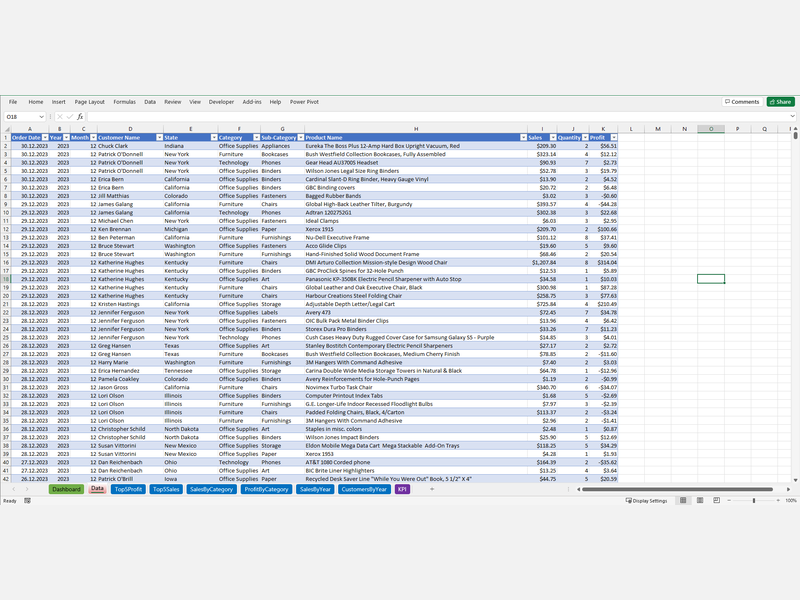 File Home Insert Page Layout Formulas Data Review View Developer Add-ins Help Power Pivot Comments Share
O18 fx
A B C D E F G H I J K L M N O P Q
1 Order Date Year Month Customer Name State Category Sub-Category Product Name Sales Quantity Profit
2 30.12.2023 2023 12 Chuck Clark Indiana Office Supplies Appliances Eureka The Boss Plus 12-Amp Hard Box Upright Vacuum, Red $209.30 2 $56.51
3 30.12.2023 2023 12 Patrick O'Donnell New York Furniture Bookcases Bush Westfield Collection Bookcases, Fully Assembled $323.14 4 $12.12
4 30.12.2023 2023 12 Patrick O'Donnell New York Technology Phones Gear Head AU3700S Headset $90.93 7 $2.73
5 30.12.2023 2023 12 Patrick O'Donnell New York Office Supplies Binders Wilson Jones Legal Size Ring Binders $52.78 3 $19.79
6 30.12.2023 2023 12 Erica Bern California Office Supplies Binders Cardinal Slant-D Ring Binder, Heavy Gauge Vinyl $13.90 2 $4.52
7 30.12.2023 2023 12 Erica Bern California Office Supplies Binders GBC Binding covers $20.72 2 $6.48
8 30.12.2023 2023 12 Jill Matthias Colorado Office Supplies Fasteners Bagged Rubber Bands $3.02 3 -$0.60
9 29.12.2023 2023 12 James Galang California Furniture Chairs Global High-Back Leather Tilter, Burgundy $393.57 4 -$44.28
10 29.12.2023 2023 12 James Galang California Technology Phones Adtran 1202752G1 $302.38 3 $22.68
11 29.12.2023 2023 12 Michael Chen New York Office Supplies Fasteners Ideal Clamps $6.03 3 $2.95
12 29.12.2023 2023 12 Ken Brennan Michigan Office Supplies Paper Xerox 1915 $209.70 2 $100.66
13 29.12.2023 2023 12 Ben Peterman California Furniture Furnishings Nu-Dell Executive Frame $101.12 8 $37.41
14 29.12.2023 2023 12 Bruce Stewart Washington Office Supplies Fasteners Acco Glide Clips $19.60 5 $9.60
15 29.12.2023 2023 12 Bruce Stewart Washington Furniture Furnishings Hand-Finished Solid Wood Document Frame $68.46 2 $20.54
16 29.12.2023 2023 12 Katherine Hughes Kentucky Furniture Chairs DMI Arturo Collection Mission-style Design Wood Chair $1,207.84 8 $314.04
17 29.12.2023 2023 12 Katherine Hughes Kentucky Office Supplies Binders GBC ProClick Spines for 32-Hole Punch $12.53 1 $5.89
18 29.12.2023 2023 12 Katherine Hughes Kentucky Office Supplies Art Panasonic KP-350BK Electric Pencil Sharpener with Auto Stop $34.58 1 $10.03
19 29.12.2023 2023 12 Katherine Hughes Kentucky Furniture Chairs Global Leather and Oak Executive Chair, Black $300.98 1 $87.28
20 29.12.2023 2023 12 Katherine Hughes Kentucky Furniture Chairs Harbour Creations Steel Folding Chair $258.75 3 $77.63
21 28.12.2023 2023 12 Kristen Hastings California Office Supplies Storage Adjustable Depth Letter/Legal Cart $725.84 4 $210.49
22 28.12.2023 2023 12 Jennifer Ferguson New York Office Supplies Labels Avery 473 $72.45 7 $34.78
23 28.12.2023 2023 12 Jennifer Ferguson New York Office Supplies Fasteners OIC Bulk Pack Metal Binder Clips $13.96 4 $6.42
24 28.12.2023 2023 12 Jennifer Ferguson New York Office Supplies Binders Storex Dura Pro Binders $33.26 7 $11.23
25 28.12.2023 2023 12 Jennifer Ferguson New York Technology Phones Cush Cases Heavy Duty Rugged Cover Case for Samsung Galaxy S5 - Purple $14.85 3 $4.01
26 28.12.2023 2023 12 Greg Hansen Texas Office Supplies Art Stanley Bostitch Contemporary Electric Pencil Sharpeners $27.17 2 $2.72
27 28.12.2023 2023 12 Greg Hansen Texas Furniture Bookcases Bush Westfield Collection Bookcases, Medium Cherry Finish $78.85 2 -$11.60
28 28.12.2023 2023 12 Harry Marie Washington Furniture Furnishings 3M Hangers With Command Adhesive $7.40 2 $3.03
29 28.12.2023 2023 12 Erica Hernandez Tennessee Office Supplies Storage Carina Double Wide Media Storage Towers in Natural & Black $64.78 1 -$12.96
30 28.12.2023 2023 12 Pamela Coakley Colorado Office Supplies Binders Avery Reinforcements for Hole-Punch Pages $1.19 2 -$0.99
31 28.12.2023 2023 12 Jason Gross California Furniture Chairs Novimex Turbo Task Chair $340.70 6 -$34.07
32 28.12.2023 2023 12 Lori Olson Illinois Office Supplies Binders Computer Printout Index Tabs $1.68 5 -$2.69
33 28.12.2023 2023 12 Lori Olson Illinois Furniture Furnishings G.E. Longer-Life Indoor Recessed Floodlight Bulbs $7.97 3 -$2.39
34 28.12.2023 2023 12 Lori Olson Illinois Furniture Chairs Padded Folding Chairs, Black, 4/Carton $113.37 2 -$3.24
35 28.12.2023 2023 12 Lori Olson Illinois Furniture Furnishings 3M Hangers With Command Adhesive $2.96 2 -$1.41
36 28.12.2023 2023 12 Christopher Schild North Dakota Office Supplies Art Staples in misc. colors $2.48 1 $0.87
37 28.12.2023 2023 12 Christopher Schild North Dakota Office Supplies Binders Wilson Jones Impact Binders $25.90 5 $12.69
38 28.12.2023 2023 12 Susan Vittorini New Mexico Office Supplies Storage Eldon Mobile Mega Data Cart Mega Stackable Add-On Trays $118.25 5 $34.29
39 28.12.2023 2023 12 Susan Vittorini New Mexico Office Supplies Paper Xerox 1953 $4.28 1 $1.93
40 27.12.2023 2023 12 Dan Reichenbach Ohio Technology Phones AT&T 1080 Corded phone $164.39 2 -$35.62
41 27.12.2023 2023 12 Dan Reichenbach Ohio Office Supplies Art BIC Brite Liner Highlighters $13.25 4 $3.64
42 26.12.2023 2023 12 Patrick O'Brill Iowa Office Supplies Paper Recycled Desk Saver Line "While You Were Out" Book, 5 1/2" X 4" $44.75 5 $20.59
Dashboard Data Top5Profit Top5Sales SalesByCategory ProfitByCategory SalesByYear CustomersByYear KPI +
Ready Display Settings - + 100%